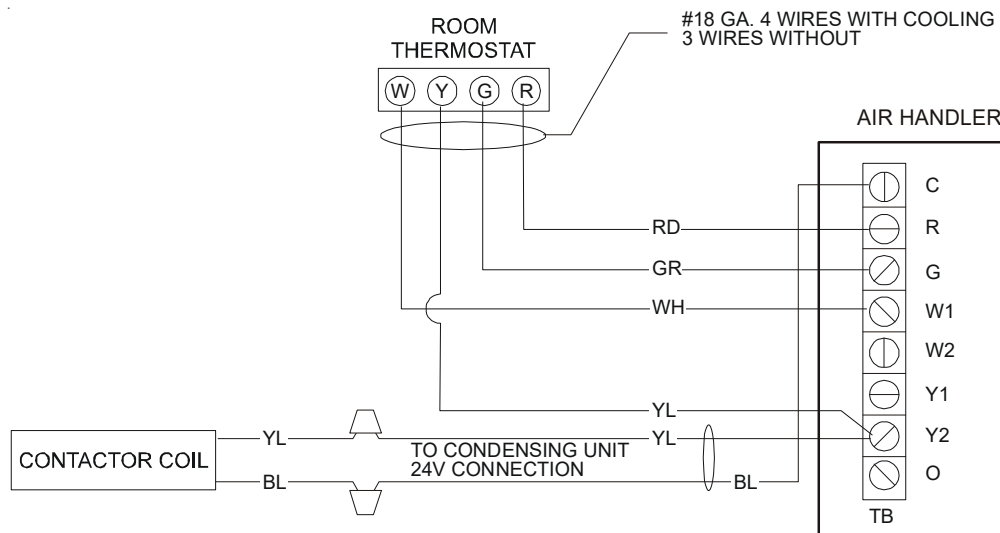 #18 GA. 4 WIRES WITH COOLING
3 WIRES WITHOUT
ROOM
THERMOSTAT
W Y G R
AIR HANDLER
C
RD R
GR G
WH W1
W2
Y1
YL
YL YL Y2
CONTACTOR COIL
TO CONDENSING UNIT
24V CONNECTION
BL BL O
TB